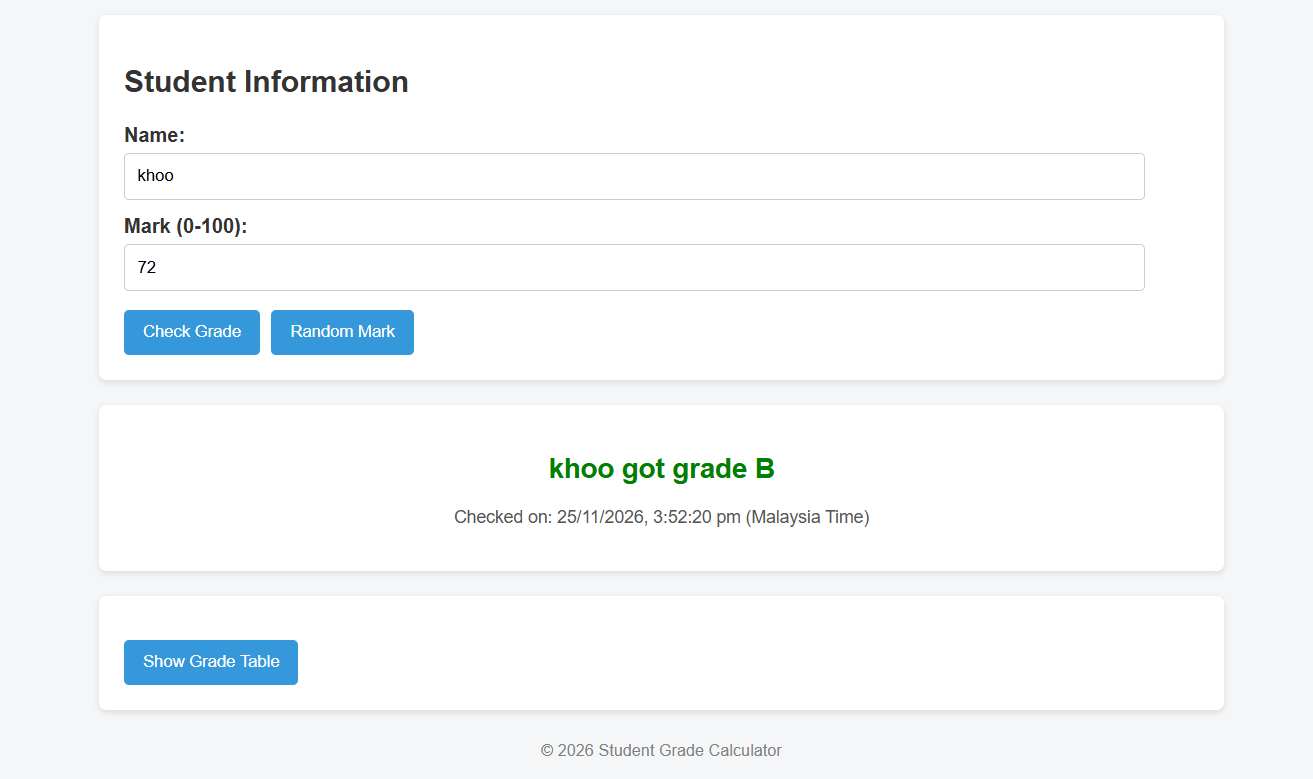 Student Information
Name:
khoo
Mark (0-100):
72
Check Grade Random Mark
khoo got grade B
Checked on: 25/11/2026, 3:52:20 pm (Malaysia Time)
Show Grade Table
© 2026 Student Grade Calculator